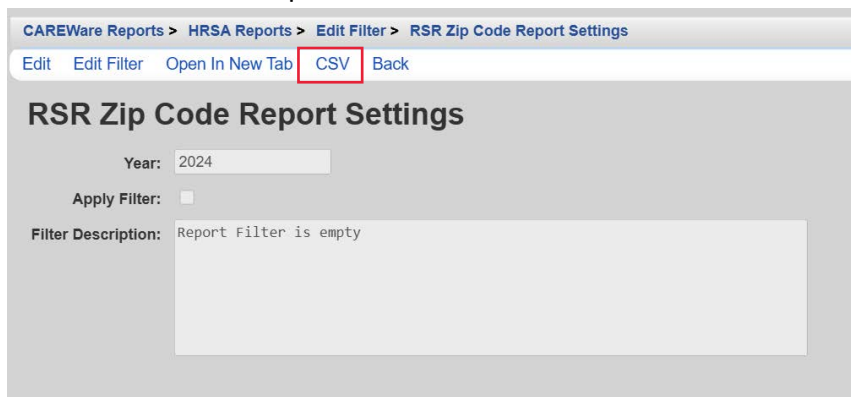 CAREWare Reports > HRSA Reports > Edit Filter > RSR Zip Code Report Settings
Edit Edit Filter Open In New Tab CSV Back
RSR Zip Code Report Settings
Year: 2024
Apply Filter:
Filter Description: Report Filter is empty